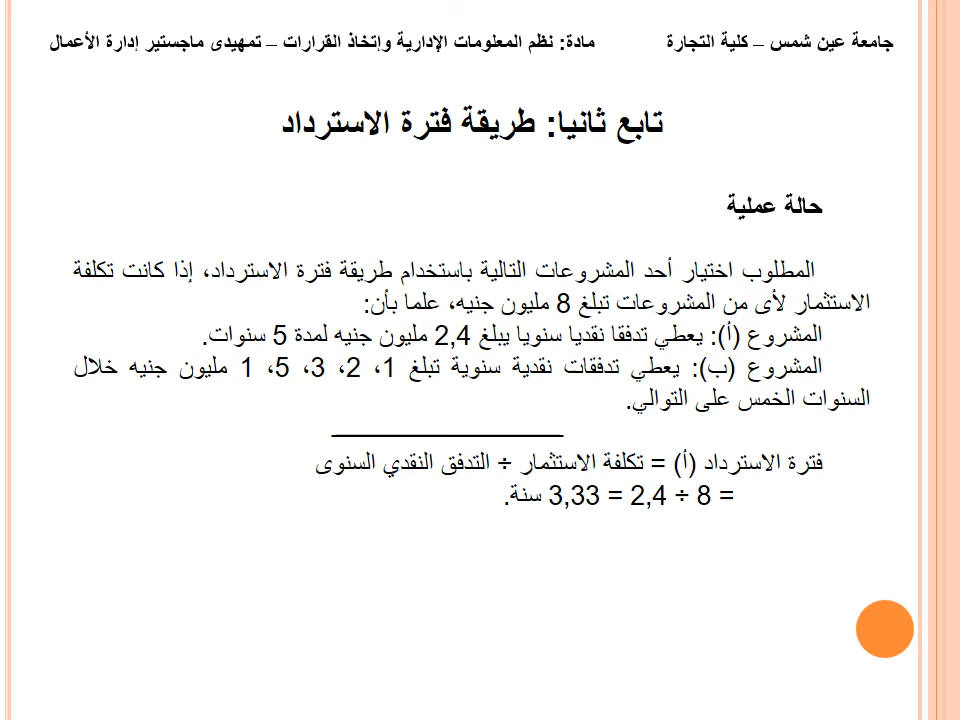 جامعة عين شمس – كلية التجارة مادة: نظم المعلومات الإدارية وإتخاذ القرارات – تمهيدى ماجستير إدارة الأعمال
تابع ثانيا: طريقة فترة الاسترداد
حالة عملية
المطلوب اختيار أحد المشروعات التالية باستخدام طريقة فترة الاسترداد، إذا كانت تكلفة
الاستثمار لأى من المشروعات تبلغ 8 مليون جنيه، علما بأن:
المشروع (أ): يعطي تدفقا نقديا سنويا يبلغ 2,4 مليون جنيه لمدة 5 سنوات.
المشروع (ب): يعطي تدفقات نقدية سنوية تبلغ 1، 2، 3، 5، 1 مليون جنيه خلال
السنوات الخمس على التوالي.
فترة الاسترداد (أ) = تكلفة الاستثمار ÷ التدفق النقدي السنوى
= 8 ÷ 2,4 = 3,33 سنة.